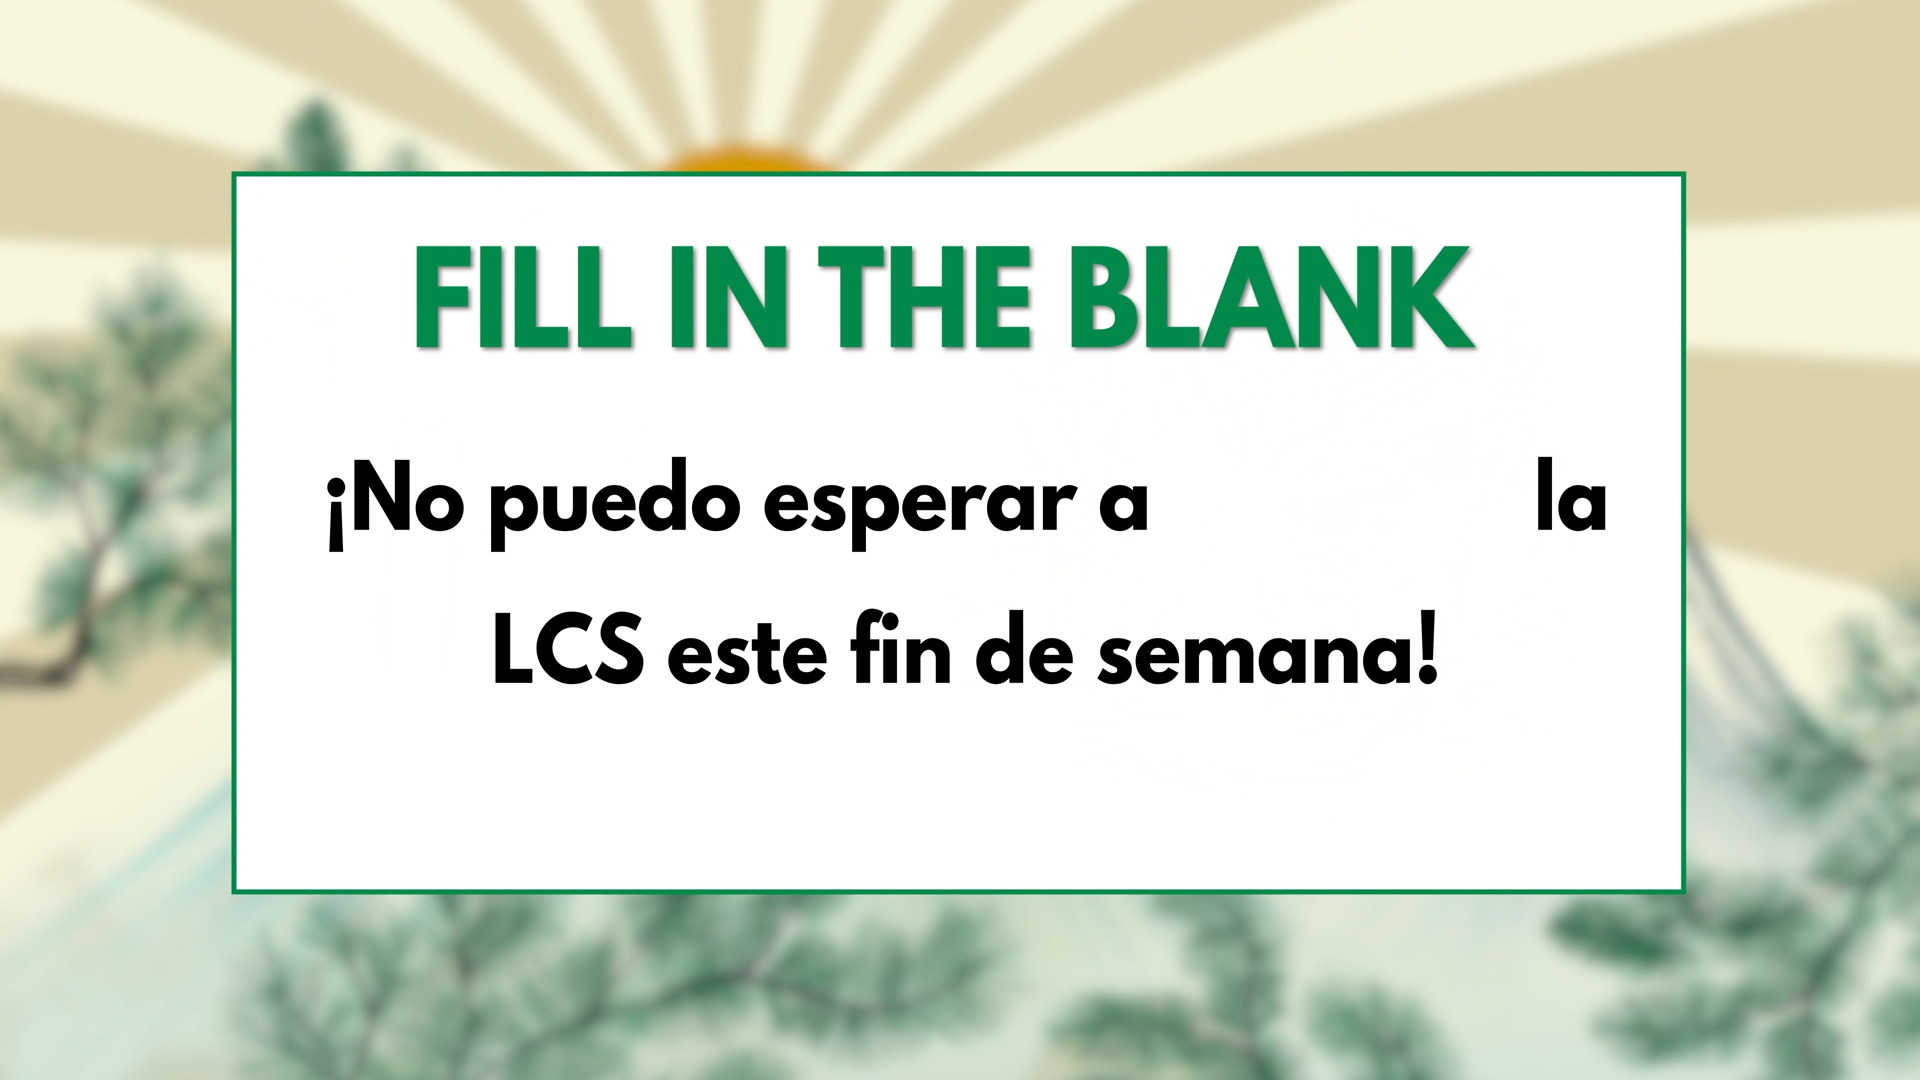 FILL IN THE BLANK
¡No puedo esperar a la
LCS este fin de semana!